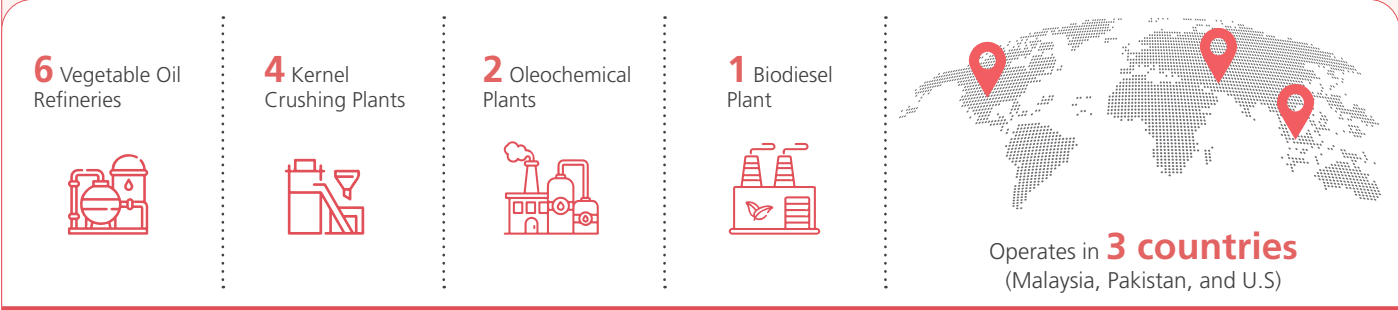 6 Vegetable Oil
Refineries
4 Kernel
Crushing Plants
2 Oleochemical
Plants
1 Biodiesel
Plant
Operates in 3 countries
(Malaysia, Pakistan, and U.S)